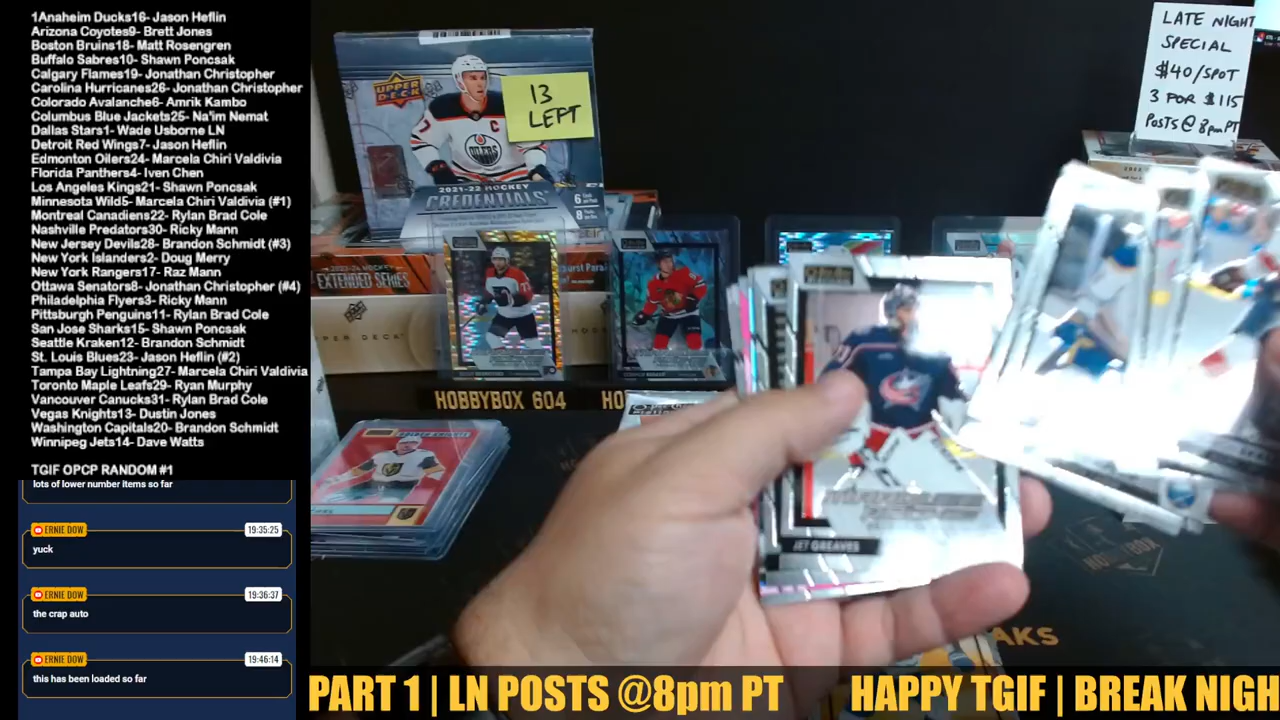 1Anaheim Ducks16- Jason Heflin
Arizona Coyotes9- Brett Jones
Boston Bruins18- Matt Rosengren
Buffalo Sabres10- Shawn Poncsak
Calgary Flames19- Jonathan Christopher
Carolina Hurricanes26- Jonathan Christopher
Colorado Avalanche6- Amrik Kambo
Columbus Blue Jackets25- Na'im Nemat
Dallas Stars1- Wade Usborne LN
Detroit Red Wings7- Jason Heflin
Edmonton Oilers24- Marcela Chiri Valdivia
Florida Panthers4- Iven Chen
Los Angeles Kings21- Shawn Poncsak
Minnesota Wild5- Marcela Chiri Valdivia (#1)
Montreal Canadiens22- Rylan Brad Cole
Nashville Predators30- Ricky Mann
New Jersey Devils28- Brandon Schmidt (#3)
New York Islanders2- Doug Merry
New York Rangers17- Raz Mann
Ottawa Senators8- Jonathan Christopher (#4)
Philadelphia Flyers3- Ricky Mann
Pittsburgh Penguins11- Rylan Brad Cole
San Jose Sharks15- Shawn Poncsak
Seattle Kraken12- Brandon Schmidt
St. Louis Blues23- Jason Heflin (#2)
Tampa Bay Lightning27- Marcela Chiri Valdivia
Toronto Maple Leafs29- Ryan Murphy
Vancouver Canucks31- Rylan Brad Cole
Vegas Knights13- Dustin Jones
Washington Capitals20- Brandon Schmidt
Winnipeg Jets14- Dave Watts
TGIF OPCP RANDOM #1
lots of lower number items so far
ERNIE DOW 19:35:25
yuck
ERNIE DOW 19:36:37
the crap auto
ERNIE DOW 19:46:14
this has been loaded so far
UPPER DECK
13 LEFT
OILERS
2021-22 HOCKEY
CREDENTIALS
6
8
HOCKEY
EXTENDED SERIES
HOBBYBOX 604
LATE NIGHT
SPECIAL
$40/SPOT
3 FOR $115
POSTS @ 8pm PT
MARQUEE ROOKIES
JET GREAVES
PART 1 | LN POSTS @8pm PT HAPPY TGIF | BREAK NIGH